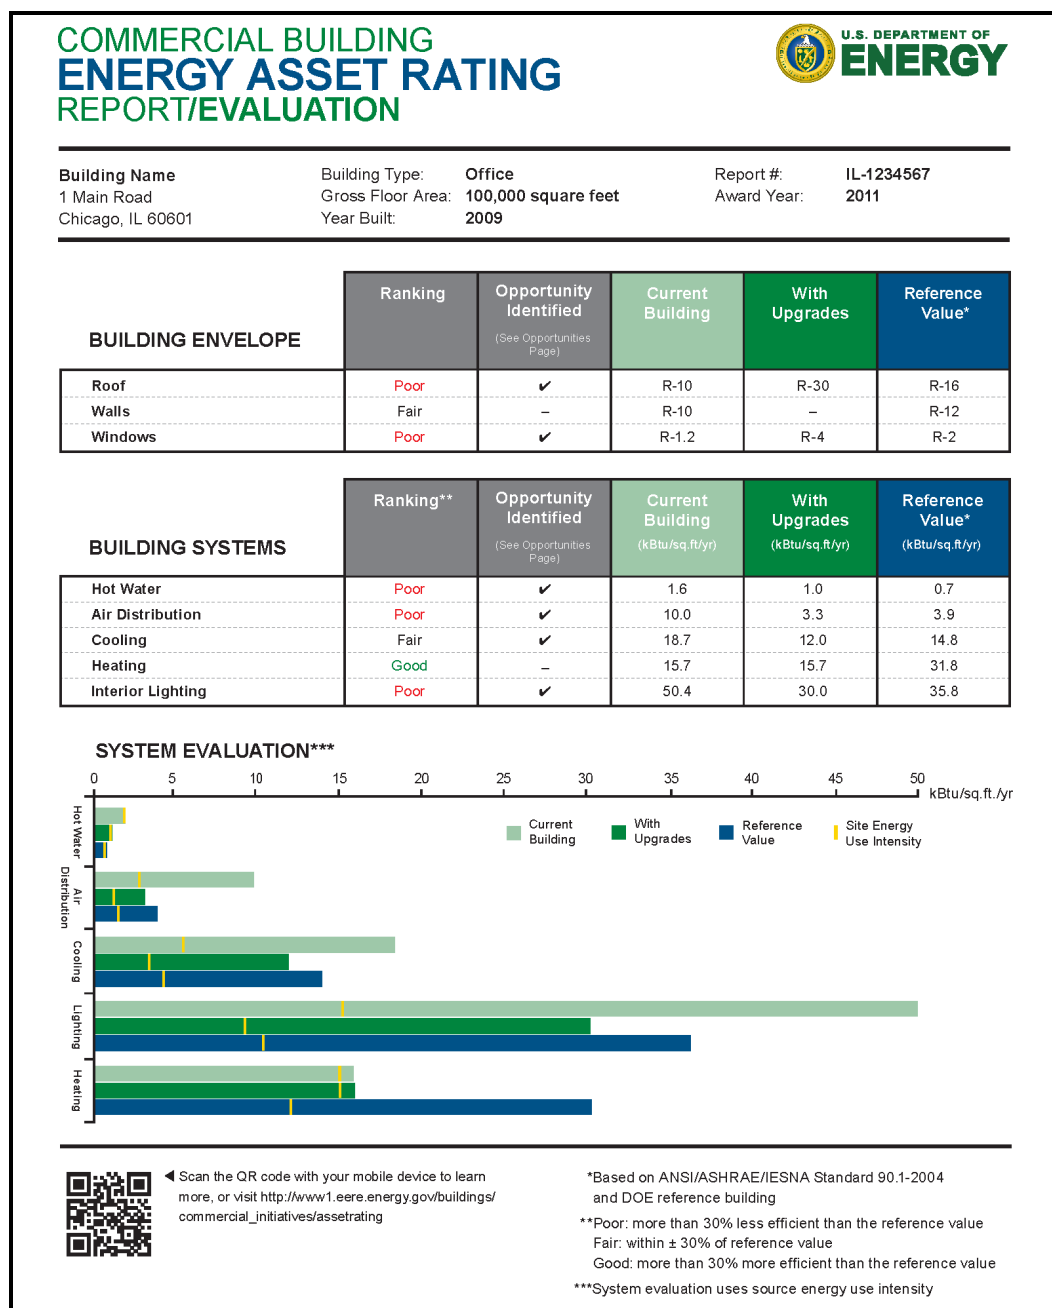 COMMERCIAL BUILDING
ENERGY ASSET RATING
REPORT/EVALUATION
U.S. DEPARTMENT OF
ENERGY
Building Name
1 Main Road
Chicago, IL 60601
Building Type: Office
Gross Floor Area: 100,000 square feet
Year Built: 2009
Report #: IL-1234567
Award Year: 2011
BUILDING ENVELOPE
Ranking
Opportunity
Identified
(See Opportunities
Page)
Current
Building
With
Upgrades
Reference
Value*
Roof Poor ✔ R-10 R-30 R-16
Walls Fair – R-10 – R-12
Windows Poor ✔ R-1.2 R-4 R-2
BUILDING SYSTEMS
Ranking**
Opportunity
Identified
(See Opportunities
Page)
Current
Building
(kBtu/sq.ft/yr)
With
Upgrades
(kBtu/sq.ft/yr)
Reference
Value*
(kBtu/sq.ft/yr)
Hot Water Poor ✔ 1.6 1.0 0.7
Air Distribution Poor ✔ 10.0 3.3 3.9
Cooling Fair ✔ 18.7 12.0 14.8
Heating Good – 15.7 15.7 31.8
Interior Lighting Poor ✔ 50.4 30.0 35.8
SYSTEM EVALUATION***
0 5 10 15 20 25 30 35 40 45 50
kBtu/sq.ft./yr
Current
Building
With
Upgrades
Reference
Value
Site Energy
Use Intensity
Hot Water
Air
Distribution
Cooling
Lighting
Heating
◀ Scan the QR code with your mobile device to learn
more, or visit http://www1.eere.energy.gov/buildings/
commercial_initiatives/assetrating
*Based on ANSI/ASHRAE/IESNA Standard 90.1-2004
and DOE reference building
**Poor: more than 30% less efficient than the reference value
Fair: within ± 30% of reference value
Good: more than 30% more efficient than the reference value
***System evaluation uses source energy use intensity